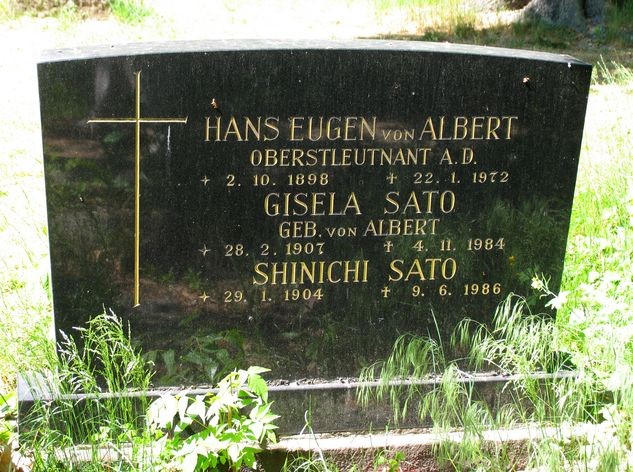 HANS EUGEN VON ALBERT
OBERSTLEUTNANT A.D.
✦ 2. 10. 1898 ✝ 22. 1. 1972
GISELA SATO
GEB. VON ALBERT
✦ 28. 2. 1907 ✝ 4. 11. 1984
SHINICHI SATO
✦ 29. 1. 1904 ✝ 9. 6. 1986